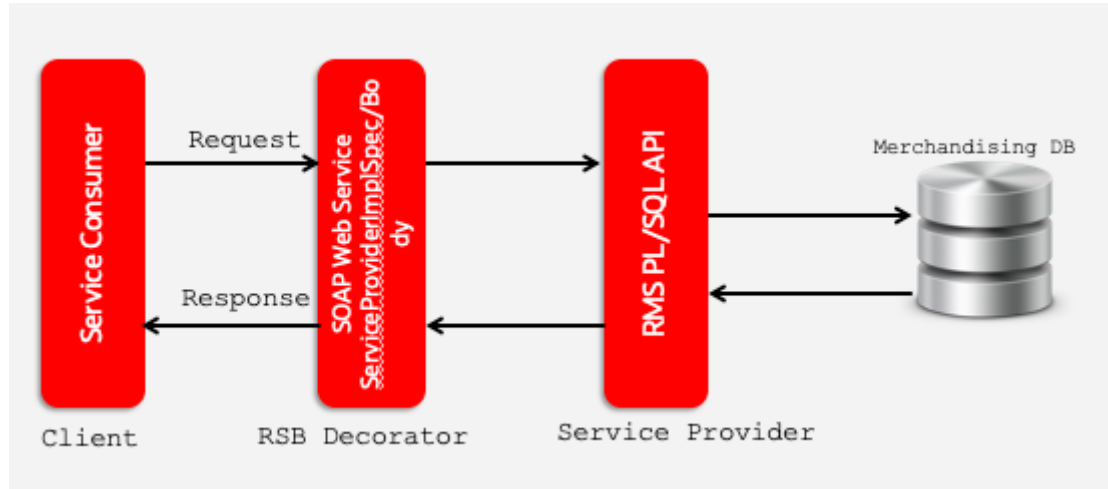 Service Consumer
Request
Response
SOAP Web Service
ServiceProviderImplSpec/Bo
dy
RMS PL/SQL API
Merchandising DB
Client
RSB Decorator
Service Provider